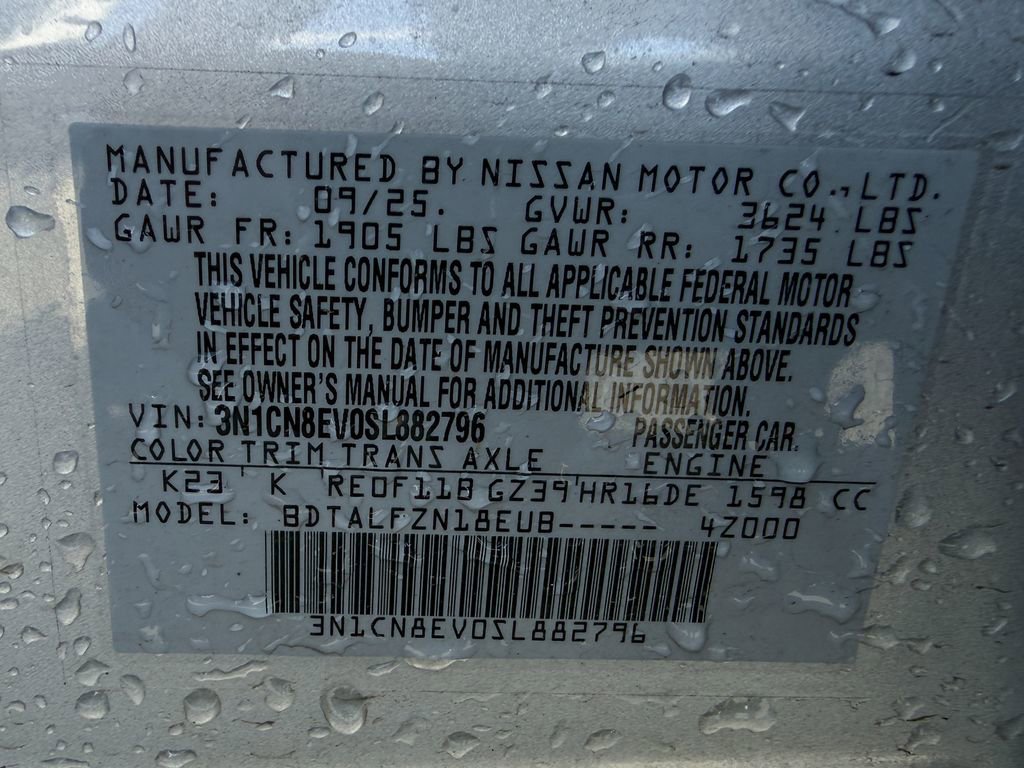 MANUFACTURED BY NISSAN MOTOR CO., LTD.
DATE: 09/25. GVWR: 3624 LBS
GAWR FR: 1905 LBS GAWR RR: 1735 LBS
THIS VEHICLE CONFORMS TO ALL APPLICABLE FEDERAL MOTOR
VEHICLE SAFETY, BUMPER AND THEFT PREVENTION STANDARDS
IN EFFECT ON THE DATE OF MANUFACTURE SHOWN ABOVE.
SEE OWNER'S MANUAL FOR ADDITIONAL INFORMATION.
VIN: 3N1CN8EV0SL882796 PASSENGER CAR.
COLOR TRIM TRANS AXLE ENGINE
K23 K RE0F11B GZ39 HR16DE 1598 CC
MODEL: BDTALFZN18EUB----- 4Z000
3N1CN8EV0SL882796